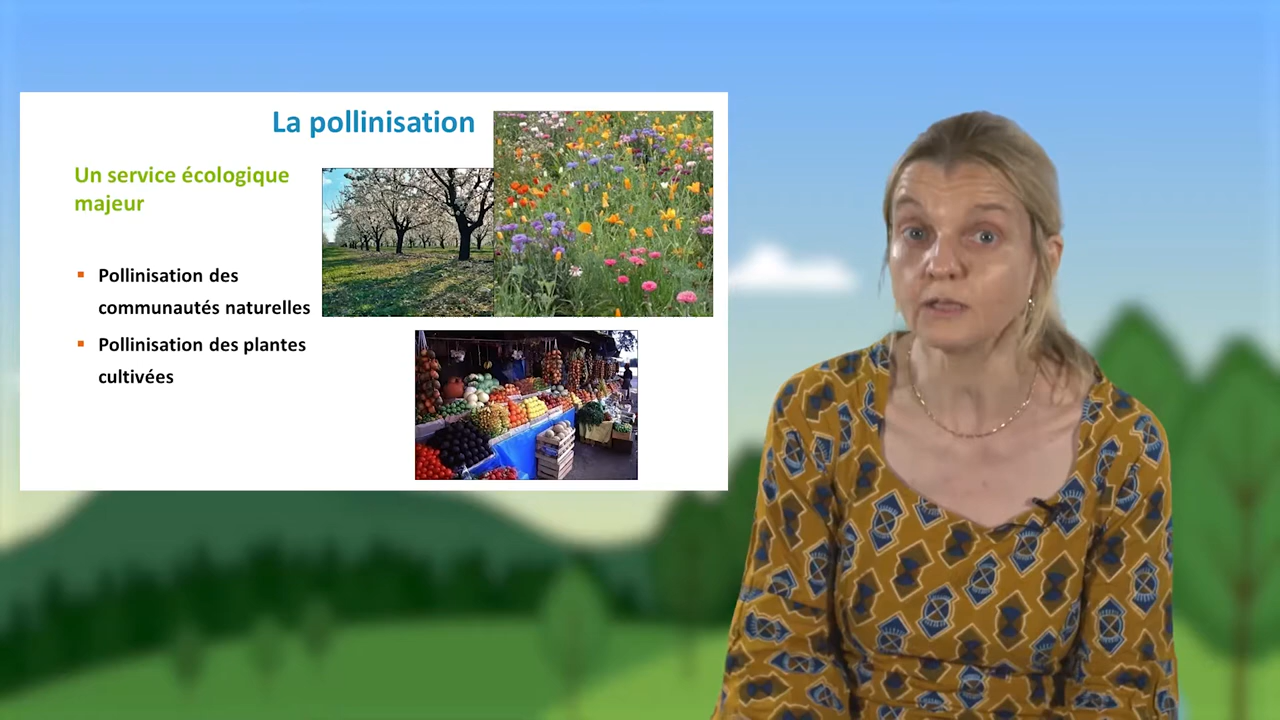 La pollinisation
Un service écologique
majeur
Pollinisation des
communautés naturelles
Pollinisation des plantes
cultivées